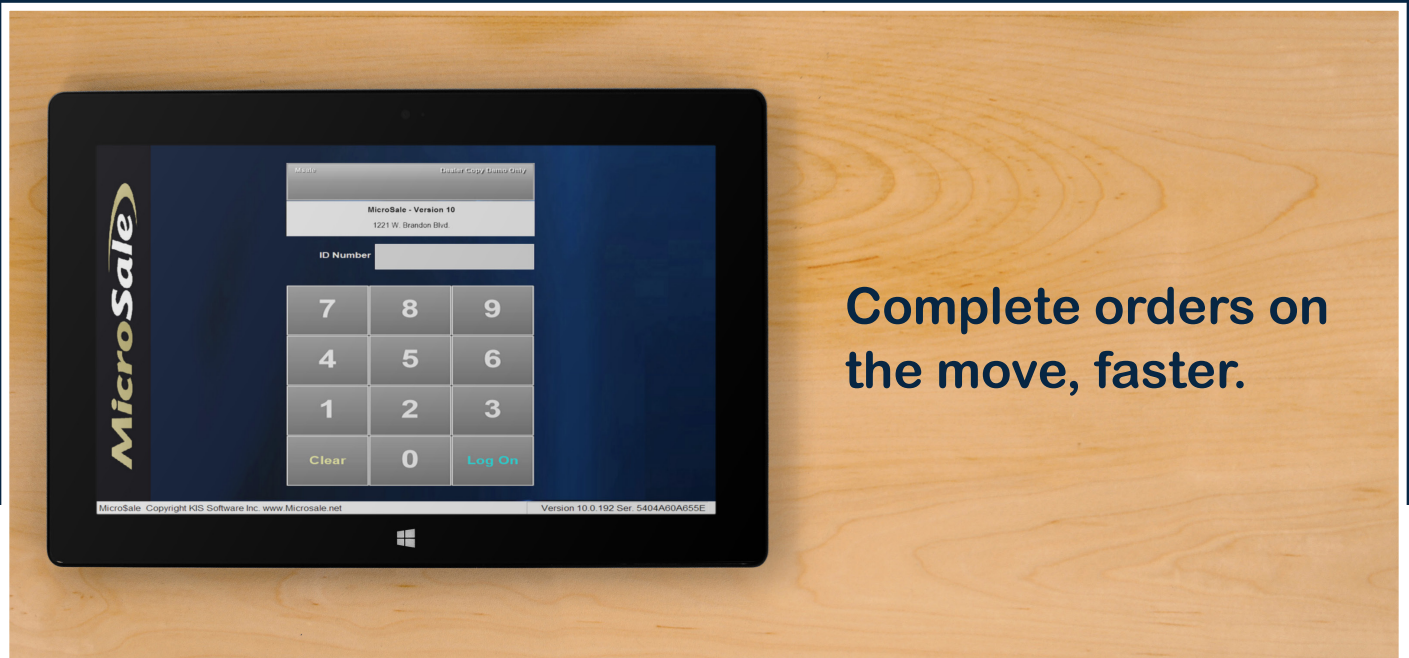 MicroSale
Dealer Copy Demo Only
MicroSale - Version 10
1221 W. Brandon Blvd.
ID Number
7 8 9
4 5 6
1 2 3
Clear 0 Log On
Micro$ale Copyright KIS Software Inc. www.Microsale.net
Version 10.0.192 Ser. 5404A60A655E
Complete orders on
the move, faster.